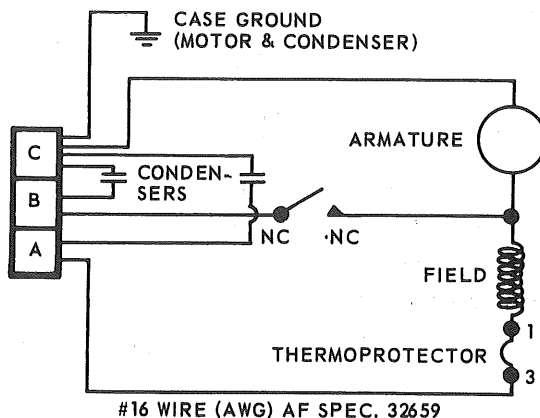 CASE GROUND
(MOTOR & CONDENSER)
ARMATURE
C
CONDEN-
SERS
B
A
NC
.NC
FIELD
1
THERMOPROTECTOR
3
#16 WIRE (AWG) AF SPEC. 32659